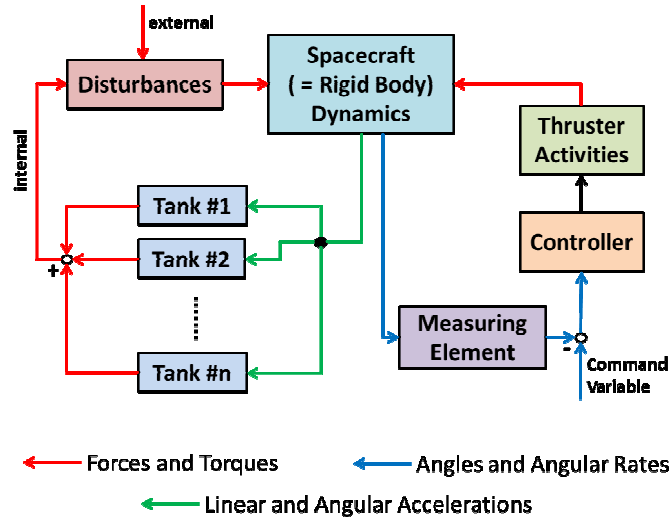 external
Disturbances
Spacecraft
( = Rigid Body)
Dynamics
Thruster
Activities
internal
Tank #1
Tank #2
Tank #n
+
Controller
Measuring
Element
-
Command
Variable
Forces and Torques
Angles and Angular Rates
Linear and Angular Accelerations